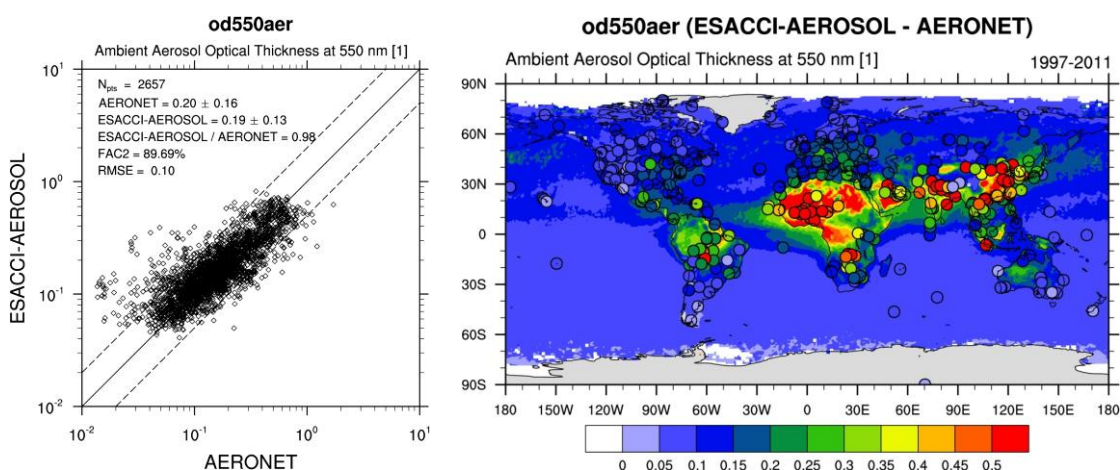 od550aer
Ambient Aerosol Optical Thickness at 550 nm [1]
10^1
N_pts = 2657
AERONET = 0.20 ± 0.16
ESACCI-AEROSOL = 0.19 ± 0.13
ESACCI-AEROSOL / AERONET = 0.98
FAC2 = 89.69%
RMSE = 0.10
10^0
10^-1
10^-2
ESACCI-AEROSOL
10^-2 10^-1 10^0 10^1
AERONET
od550aer (ESACCI-AEROSOL - AERONET)
Ambient Aerosol Optical Thickness at 550 nm [1] 1997-2011
90N
60N
30N
0
30S
60S
90S
180 150W 120W 90W 60W 30W 0 30E 60E 90E 120E 150E 180
0 0.05 0.1 0.15 0.2 0.25 0.3 0.35 0.4 0.45 0.5